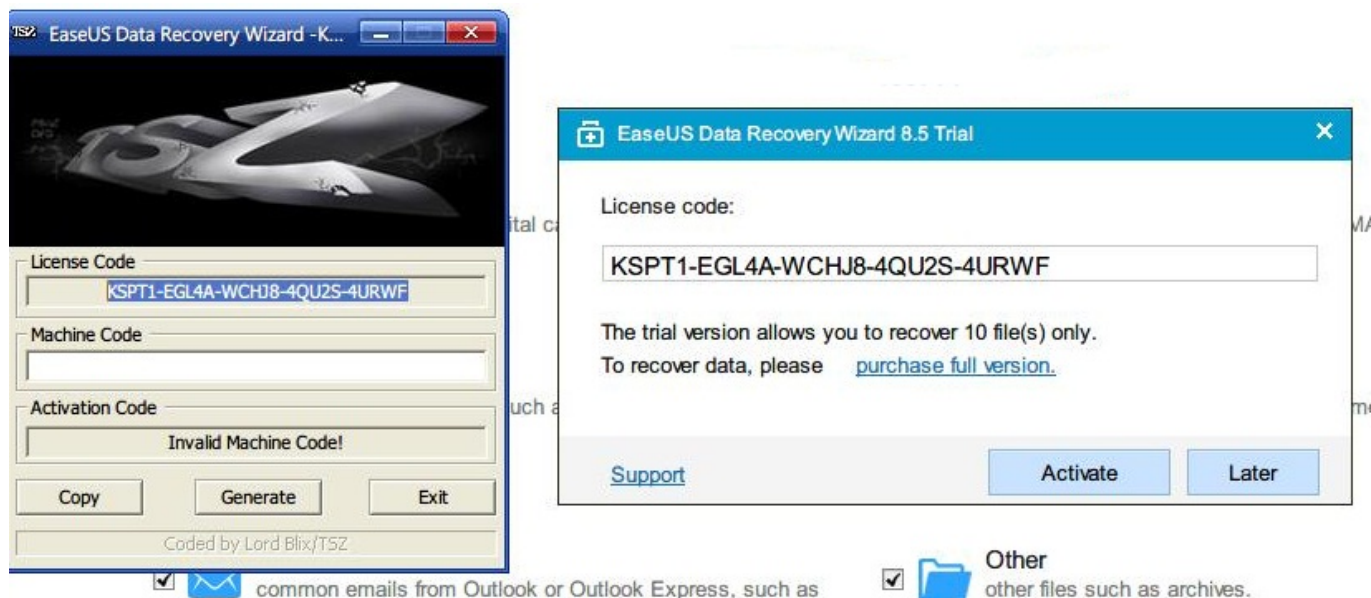 TSZ EaseUS Data Recovery Wizard -K...
TSZ
License Code
KSPT1-EGL4A-WCHJ8-4QU2S-4URWF
Machine Code
Activation Code
Invalid Machine Code!
Copy Generate Exit
Coded by Lord Blix/TSZ
EaseUS Data Recovery Wizard 8.5 Trial
License code:
KSPT1-EGL4A-WCHJ8-4QU2S-4URWF
The trial version allows you to recover 10 file(s) only.
To recover data, please purchase full version.
Support Activate Later
common emails from Outlook or Outlook Express, such as
Other
other files such as archives.